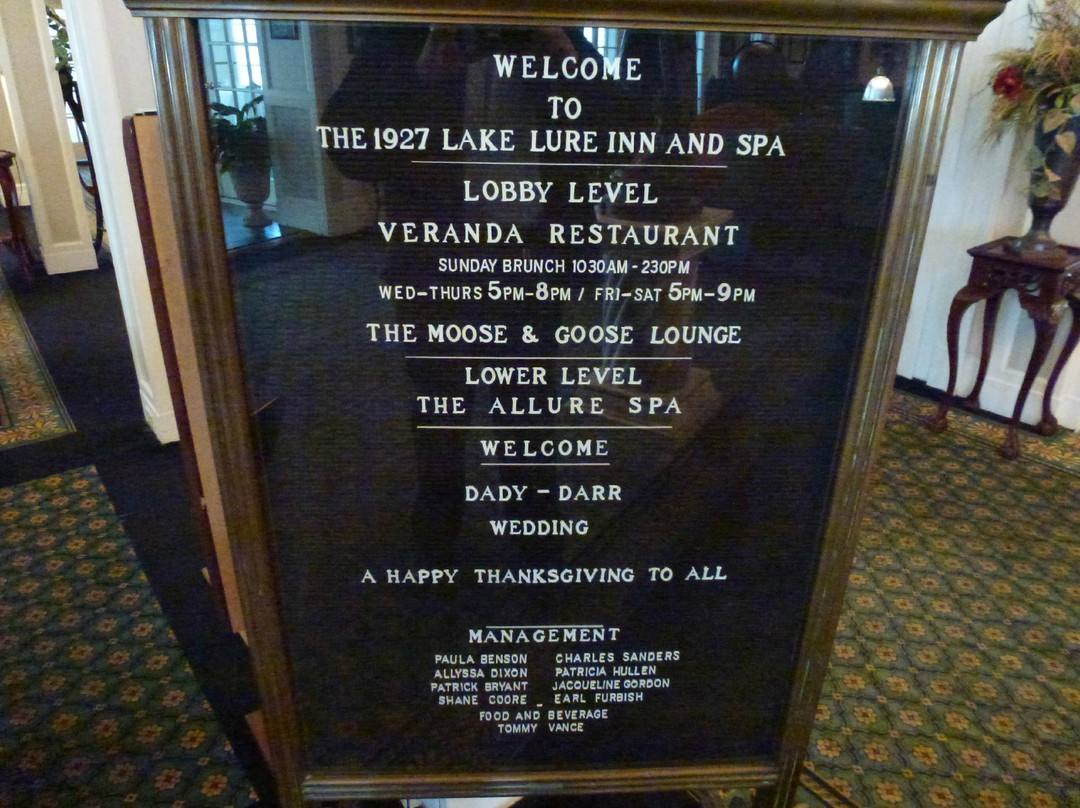 WELCOME
TO
THE 1927 LAKE LURE INN AND SPA
LOBBY LEVEL
VERANDA RESTAURANT
SUNDAY BRUNCH 1030AM - 230PM
WED-THURS 5PM-8PM / FRI-SAT 5PM-9PM
THE MOOSE & GOOSE LOUNGE
LOWER LEVEL
THE ALLURE SPA
WELCOME
DADY - DARR
WEDDING
A HAPPY THANKSGIVING TO ALL
MANAGEMENT
PAULA BENSON CHARLES SANDERS
ALLYSSA DIXON PATRICIA HULLEN
PATRICK BRYANT JACQUELINE GORDON
SHANE COORE - EARL FURBISH
FOOD AND BEVERAGE
TOMMY VANCE